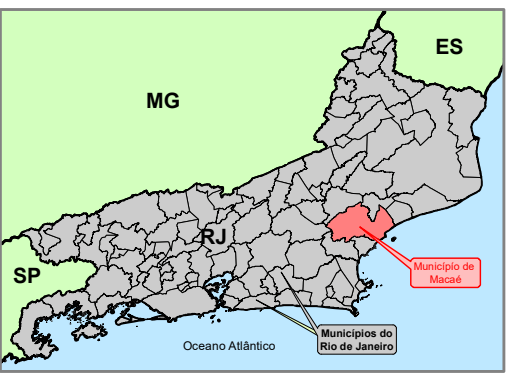 ES
MG
RJ
SP
Município de
Macaé
Municípios do
Rio de Janeiro
Oceano Atlântico